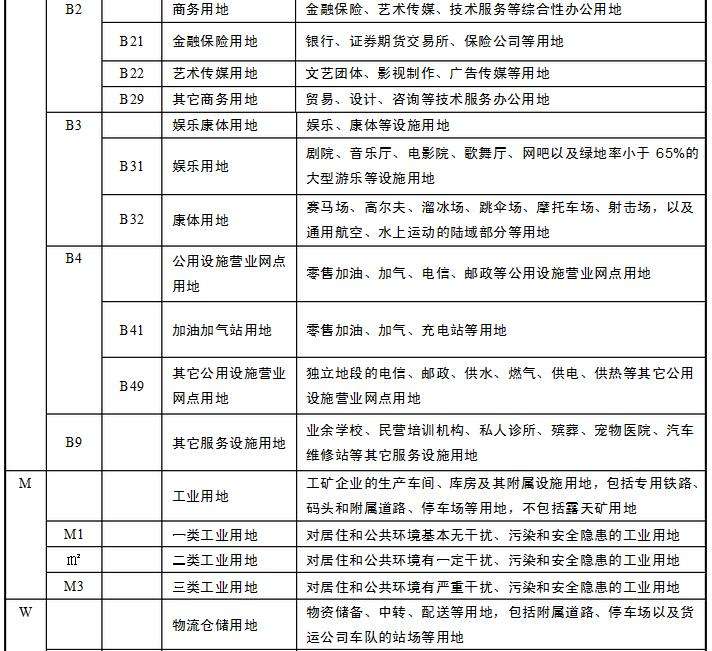 B2 商务用地 金融保险、艺术传媒、技术服务等综合性办公用地
B21 金融保险用地 银行、证券期货交易所、保险公司等用地
B22 艺术传媒用地 文艺团体、影视制作、广告传媒等用地
B29 其它商务用地 贸易、设计、咨询等技术服务办公用地
B3 娱乐康体用地 娱乐、康体等设施用地
B31 娱乐用地 剧院、音乐厅、电影院、歌舞厅、网吧以及绿地率小于 65%的
大型游乐等设施用地
B32 康体用地 赛马场、高尔夫、溜冰场、跳伞场、摩托车场、射击场，以及
通用航空、水上运动的陆域部分等用地
B4 公用设施营业网点
用地 零售加油、加气、电信、邮政等公用设施营业网点用地
B41 加油加气站用地 零售加油、加气、充电站等用地
B49 其它公用设施营业 独立地段的电信、邮政、供水、燃气、供电、供热等其它公用
网点用地 设施营业网点用地
B9 其它服务设施用地 业余学校、民营培训机构、私人诊所、殡葬、宠物医院、汽车
维修站等其它服务设施用地
M 工业用地 工矿企业的生产车间、库房及其附属设施用地，包括专用铁路、
码头和附属道路、停车场等用地，不包括露天矿用地
M1 一类工业用地 对居住和公共环境基本无干扰、污染和安全隐患的工业用地
㎡ 二类工业用地 对居住和公共环境有一定干扰、污染和安全隐患的工业用地
M3 三类工业用地 对居住和公共环境有严重干扰、污染和安全隐患的工业用地
W 物流仓储用地 物资储备、中转、配送等用地，包括附属道路、停车场以及货
运公司车队的站场等用地